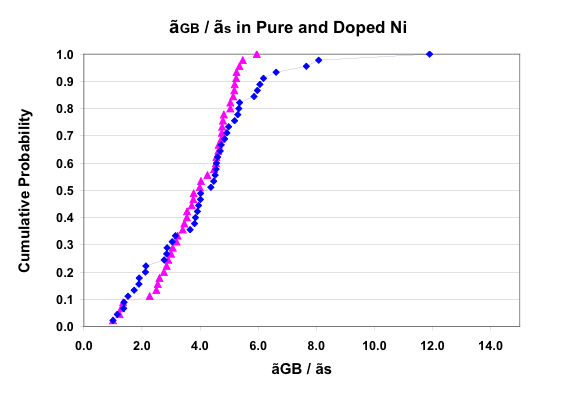 ãGB / ãs in Pure and Doped Ni
1.0
0.9
0.8
0.7
0.6
0.5
0.4
0.3
0.2
0.1
0.0
Cumulative Probability
0.0 2.0 4.0 6.0 8.0 10.0 12.0 14.0
ãGB / ãs